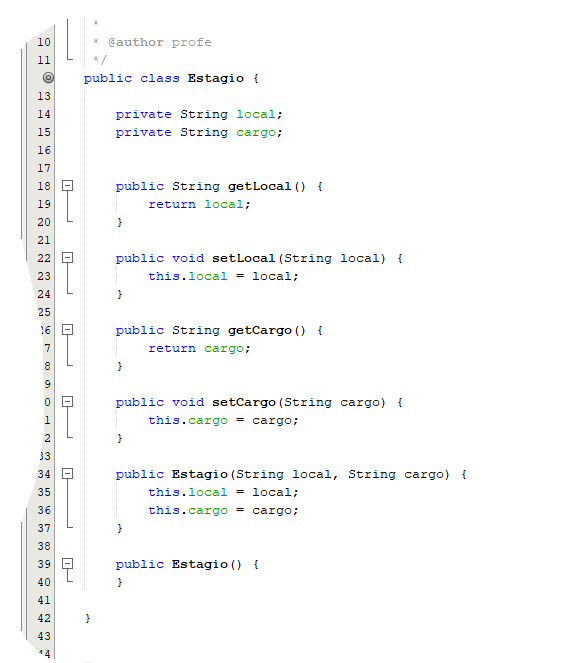 *
10 * @author profe
11 */
public class Estagio {
13
14 private String local;
15 private String cargo;
16
17
18 public String getLocal() {
19 return local;
20 }
21
22 public void setLocal(String local) {
23 this.local = local;
24 }
25
26 public String getCargo() {
7 return cargo;
8 }
9
0 public void setCargo(String cargo) {
1 this.cargo = cargo;
2 }
33
34 public Estagio(String local, String cargo) {
35 this.local = local;
36 this.cargo = cargo;
37 }
38
39 public Estagio() {
40 }
41
42 }
43
44